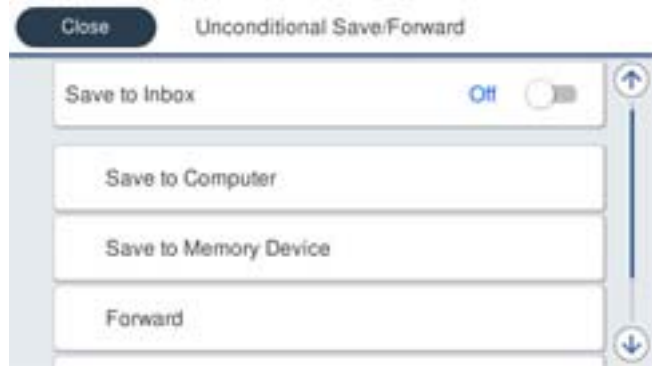 Close Unconditional Save/Forward
Save to Inbox Off
Save to Computer
Save to Memory Device
Forward